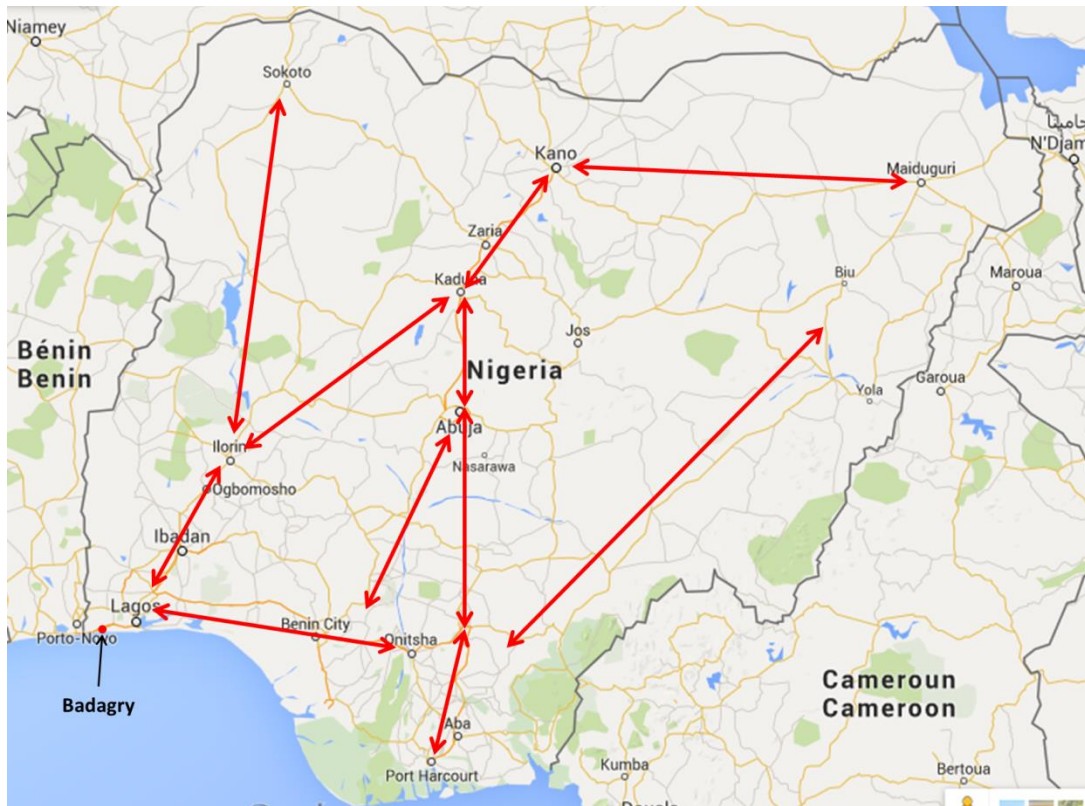 Niamey
Sokoto
Kano
Maiduguri
جامينا
N'Djam
Zaria
Kaduna
Biu
Maroua
Jos
Bénin
Benin
Nigeria
Yola
Garoua
Abuja
Ilorin
Nasarawa
Ogbomosho
Ibadan
Lagos
Benin City
Porto-Novo
Onitsha
Badagry
Cameroun
Cameroon
Aba
Port Harcourt
Kumba
Bertoua